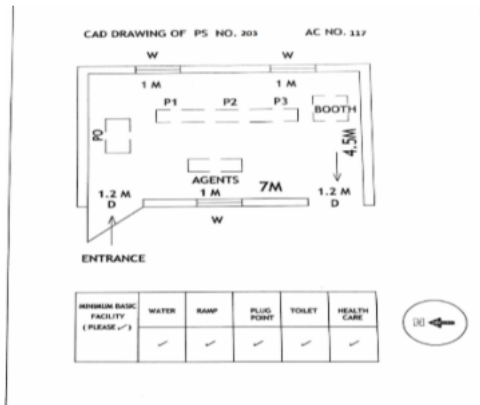 CAD DRAWING OF PS NO. 203 AC NO. 117
W W
1 M 1 M
P1 P2 P3
BOOTH
PO
4.5M
AGENTS
1.2 M 1 M 7M 1.2 M
D D
W
ENTRANCE
MINIMUM BASIC
FACILITY
( PLEASE ✓ )
WATER
RAMP
PLUG
POINT
TOILET
HEALTH
CARE
✓ ✓ ✓ ✓ ✓